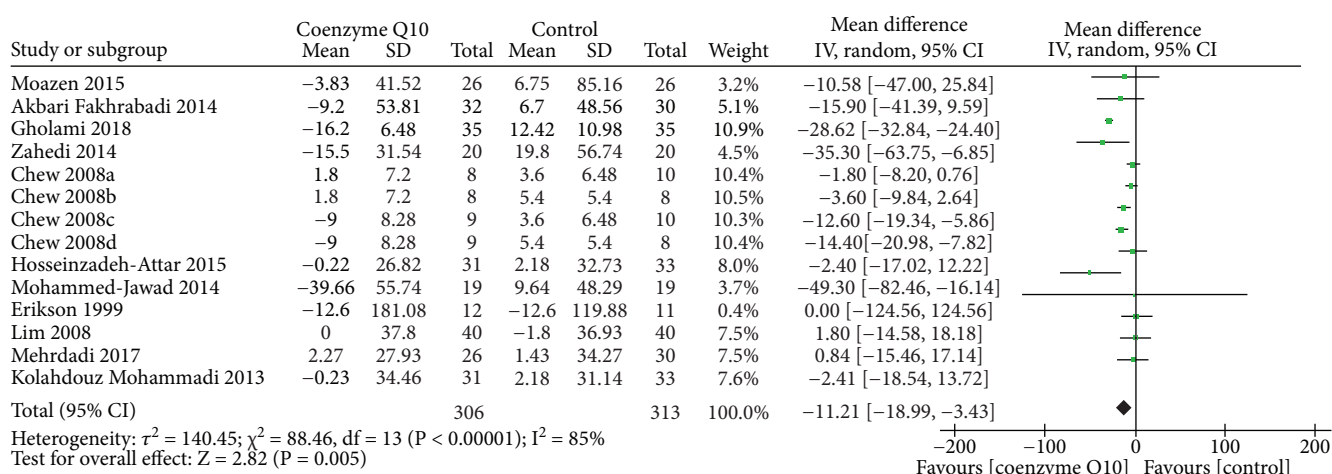 Coenzyme Q10 Control Mean difference Mean difference
Study or subgroup Mean SD Total Mean SD Total Weight IV, random, 95% CI IV, random, 95% CI
Moazen 2015 −3.83 41.52 26 6.75 85.16 26 3.2% −10.58 [−47.00, 25.84]
Akbari Fakhrabadi 2014 −9.2 53.81 32 6.7 48.56 30 5.1% −15.90 [−41.39, 9.59]
Gholami 2018 −16.2 6.48 35 12.42 10.98 35 10.9% −28.62 [−32.84, −24.40]
Zahedi 2014 −15.5 31.54 20 19.8 56.74 20 4.5% −35.30 [−63.75, −6.85]
Chew 2008a 1.8 7.2 8 3.6 6.48 10 10.4% −1.80 [−8.20, 0.76]
Chew 2008b 1.8 7.2 8 5.4 5.4 8 10.5% −3.60 [−9.84, 2.64]
Chew 2008c −9 8.28 9 3.6 6.48 10 10.3% −12.60 [−19.34, −5.86]
Chew 2008d −9 8.28 9 5.4 5.4 8 10.4% −14.40[−20.98, −7.82]
Hosseinzadeh-Attar 2015 −0.22 26.82 31 2.18 32.73 33 8.0% −2.40 [−17.02, 12.22]
Mohammed-Jawad 2014 −39.66 55.74 19 9.64 48.29 19 3.7% −49.30 [−82.46, −16.14]
Erikson 1999 −12.6 181.08 12 −12.6 119.88 11 0.4% 0.00 [−124.56, 124.56]
Lim 2008 0 37.8 40 −1.8 36.93 40 7.5% 1.80 [−14.58, 18.18]
Mehrdadi 2017 2.27 27.93 26 1.43 34.27 30 7.5% 0.84 [−15.46, 17.14]
Kolahdouz Mohammadi 2013 −0.23 34.46 31 2.18 31.14 33 7.6% −2.41 [−18.54, 13.72]
Total (95% CI) 306 313 100.0% −11.21 [−18.99, −3.43]
Heterogeneity: τ² = 140.45; χ² = 88.46, df = 13 (P < 0.00001); I² = 85%
Test for overall effect: Z = 2.82 (P = 0.005)
−200 −100 0 100 200
Favours [coenzyme Q10] Favours [control]